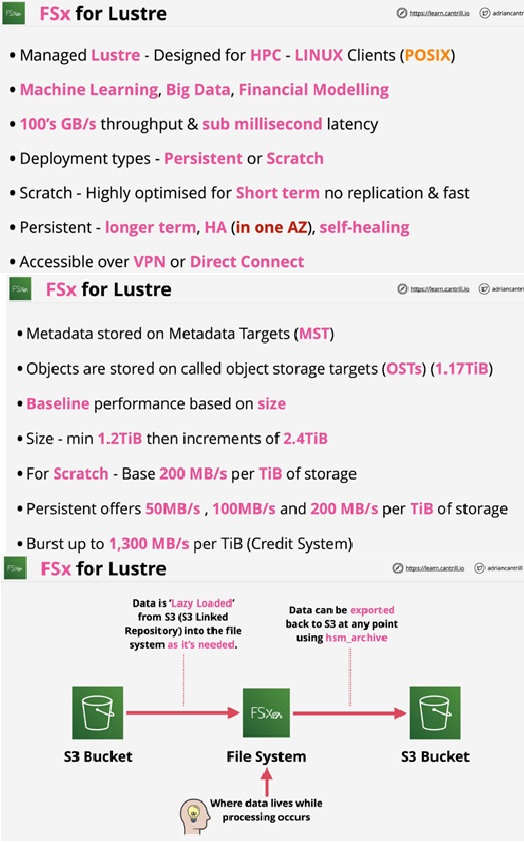 FSx for Lustre
https://learn.cantrill.io
adriancantri
• Managed Lustre - Designed for HPC - LINUX Clients (POSIX)
• Machine Learning, Big Data, Financial Modelling
• 100's GB/s throughput & sub millisecond latency
• Deployment types - Persistent or Scratch
• Scratch - Highly optimised for Short term no replication & fast
• Persistent - longer term, HA (in one AZ), self-healing
• Accessible over VPN or Direct Connect
FSx
FSx for Lustre
https://learn.cantrill.io
adriancantri
• Metadata stored on Metadata Targets (MST)
• Objects are stored on called object storage targets (OSTs) (1.17TiB)
• Baseline performance based on size
• Size - min 1.2TiB then increments of 2.4TiB
• For Scratch - Base 200 MB/s per TiB of storage
• Persistent offers 50MB/s , 100MB/s and 200 MB/s per TiB of storage
• Burst up to 1,300 MB/s per TiB (Credit System)
FSx for Lustre
https://learn.cantrill.io
adriancantrill
Data is 'Lazy Loaded'
from S3 (S3 Linked
Repository) into the file
system as it's needed.
Data can be exported
back to S3 at any point
using hsm_archive
FSx
S3 Bucket
File System
S3 Bucket
Where data lives while
processing occurs